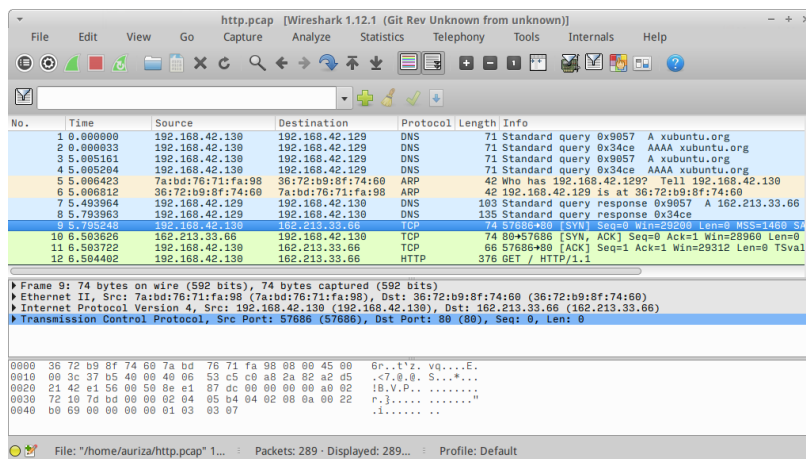 http.pcap [Wireshark 1.12.1 (Git Rev Unknown from unknown)]
File Edit View Go Capture Analyze Statistics Telephony Tools Internals Help
No. Time Source Destination Protocol Length Info
1 0.000000 192.168.42.130 192.168.42.129 DNS 71 Standard query 0x9057 A xubuntu.org
2 0.000033 192.168.42.130 192.168.42.129 DNS 71 Standard query 0x34ce AAAA xubuntu.org
3 5.005161 192.168.42.130 192.168.42.129 DNS 71 Standard query 0x9057 A xubuntu.org
4 5.005204 192.168.42.130 192.168.42.129 DNS 71 Standard query 0x34ce AAAA xubuntu.org
5 5.006423 7a:bd:76:71:fa:98 36:72:b9:8f:74:60 ARP 42 Who has 192.168.42.129? Tell 192.168.42.130
6 5.006812 36:72:b9:8f:74:60 7a:bd:76:71:fa:98 ARP 42 192.168.42.129 is at 36:72:b9:8f:74:60
7 5.493964 192.168.42.129 192.168.42.130 DNS 103 Standard query response 0x9057 A 162.213.33.66
8 5.793963 192.168.42.129 192.168.42.130 DNS 135 Standard query response 0x34ce
9 5.795248 192.168.42.130 162.213.33.66 TCP 74 57686→80 [SYN] Seq=0 Win=29200 Len=0 MSS=1460 SA
10 6.503626 162.213.33.66 192.168.42.130 TCP 74 80→57686 [SYN, ACK] Seq=0 Ack=1 Win=28960 Len=0
11 6.503722 192.168.42.130 162.213.33.66 TCP 66 57686→80 [ACK] Seq=1 Ack=1 Win=29312 Len=0 TSval
12 6.504402 192.168.42.130 162.213.33.66 HTTP 376 GET / HTTP/1.1
Frame 9: 74 bytes on wire (592 bits), 74 bytes captured (592 bits)
Ethernet II, Src: 7a:bd:76:71:fa:98 (7a:bd:76:71:fa:98), Dst: 36:72:b9:8f:74:60 (36:72:b9:8f:74:60)
Internet Protocol Version 4, Src: 192.168.42.130 (192.168.42.130), Dst: 162.213.33.66 (162.213.33.66)
Transmission Control Protocol, Src Port: 57686 (57686), Dst Port: 80 (80), Seq: 0, Len: 0
0000 36 72 b9 8f 74 60 7a bd 76 71 fa 98 08 00 45 00 6r..t`z. vq....E.
0010 00 3c 37 b5 40 00 40 06 53 c5 c0 a8 2a 82 a2 d5 .<7.@.@. S...*...
0020 21 42 e1 56 00 50 8e e1 87 dc 00 00 00 00 a0 02 !B.V.P.. ........
0030 72 10 7d bd 00 00 02 04 05 b4 04 02 08 0a 00 22 r.}..... ......."
0040 b0 69 00 00 00 00 01 03 03 07 .i...... ..
File: "/home/auriza/http.pcap" 1... Packets: 289 · Displayed: 289... Profile: Default